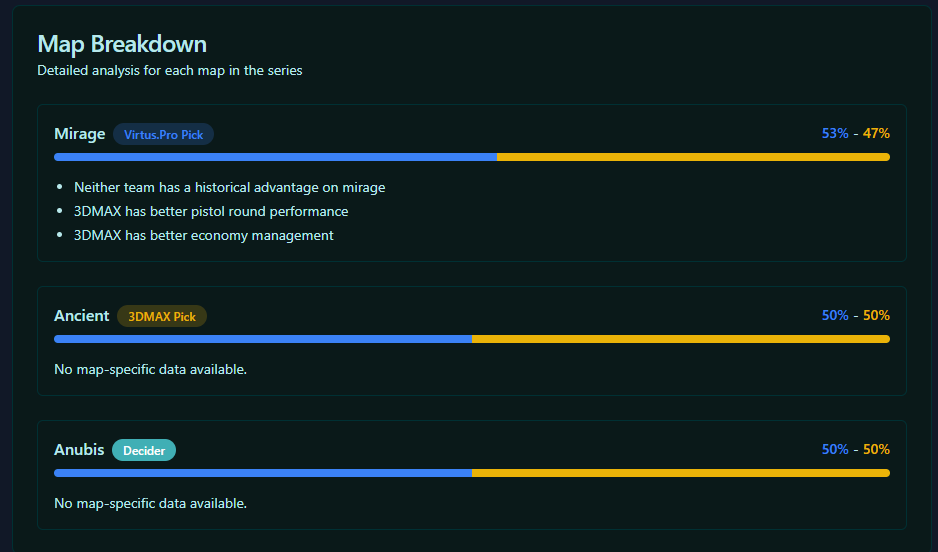 Map Breakdown
Detailed analysis for each map in the series
Mirage Virtus.Pro Pick 53% - 47%
• Neither team has a historical advantage on mirage
• 3DMAX has better pistol round performance
• 3DMAX has better economy management
Ancient 3DMAX Pick 50% - 50%
No map-specific data available.
Anubis Decider 50% - 50%
No map-specific data available.